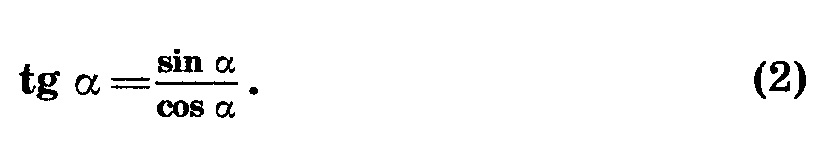 tg α = sin α / cos α . (2)